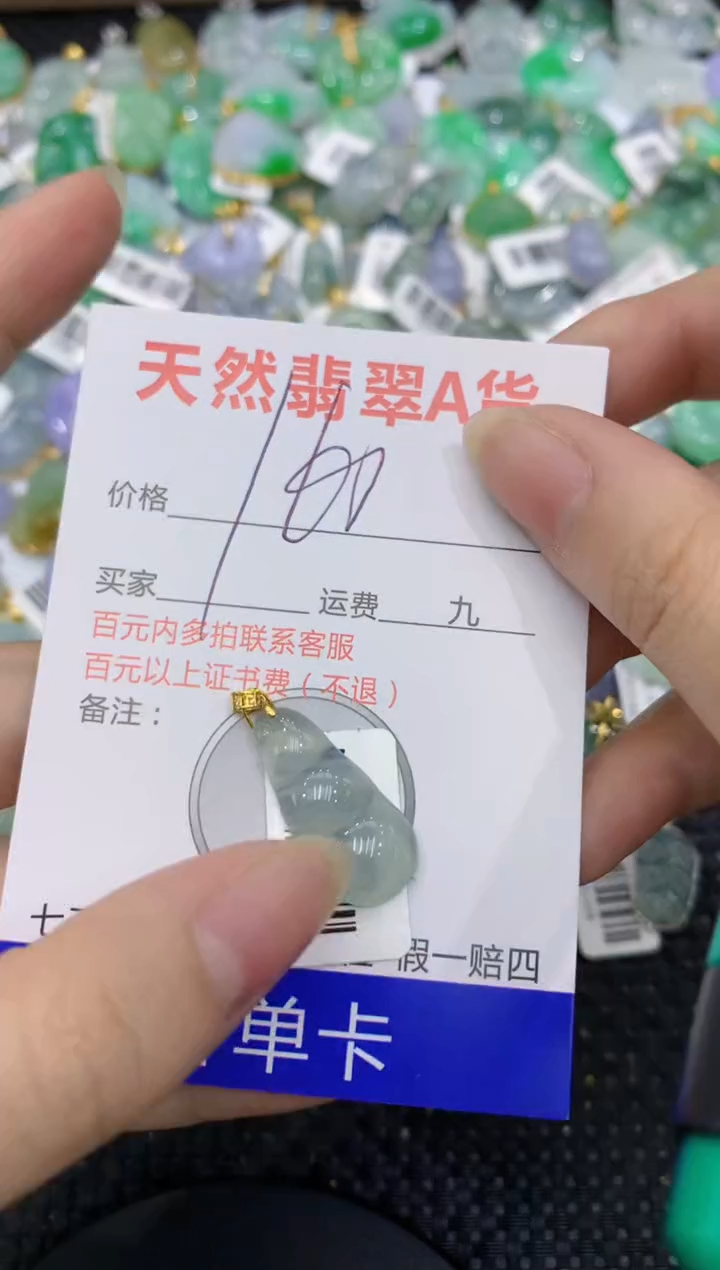 天然翡翠A货
价格 160
买家 运费 九
百元内多拍联系客服
百元以上证书费（不退）
备注：
七 假一赔四
单卡